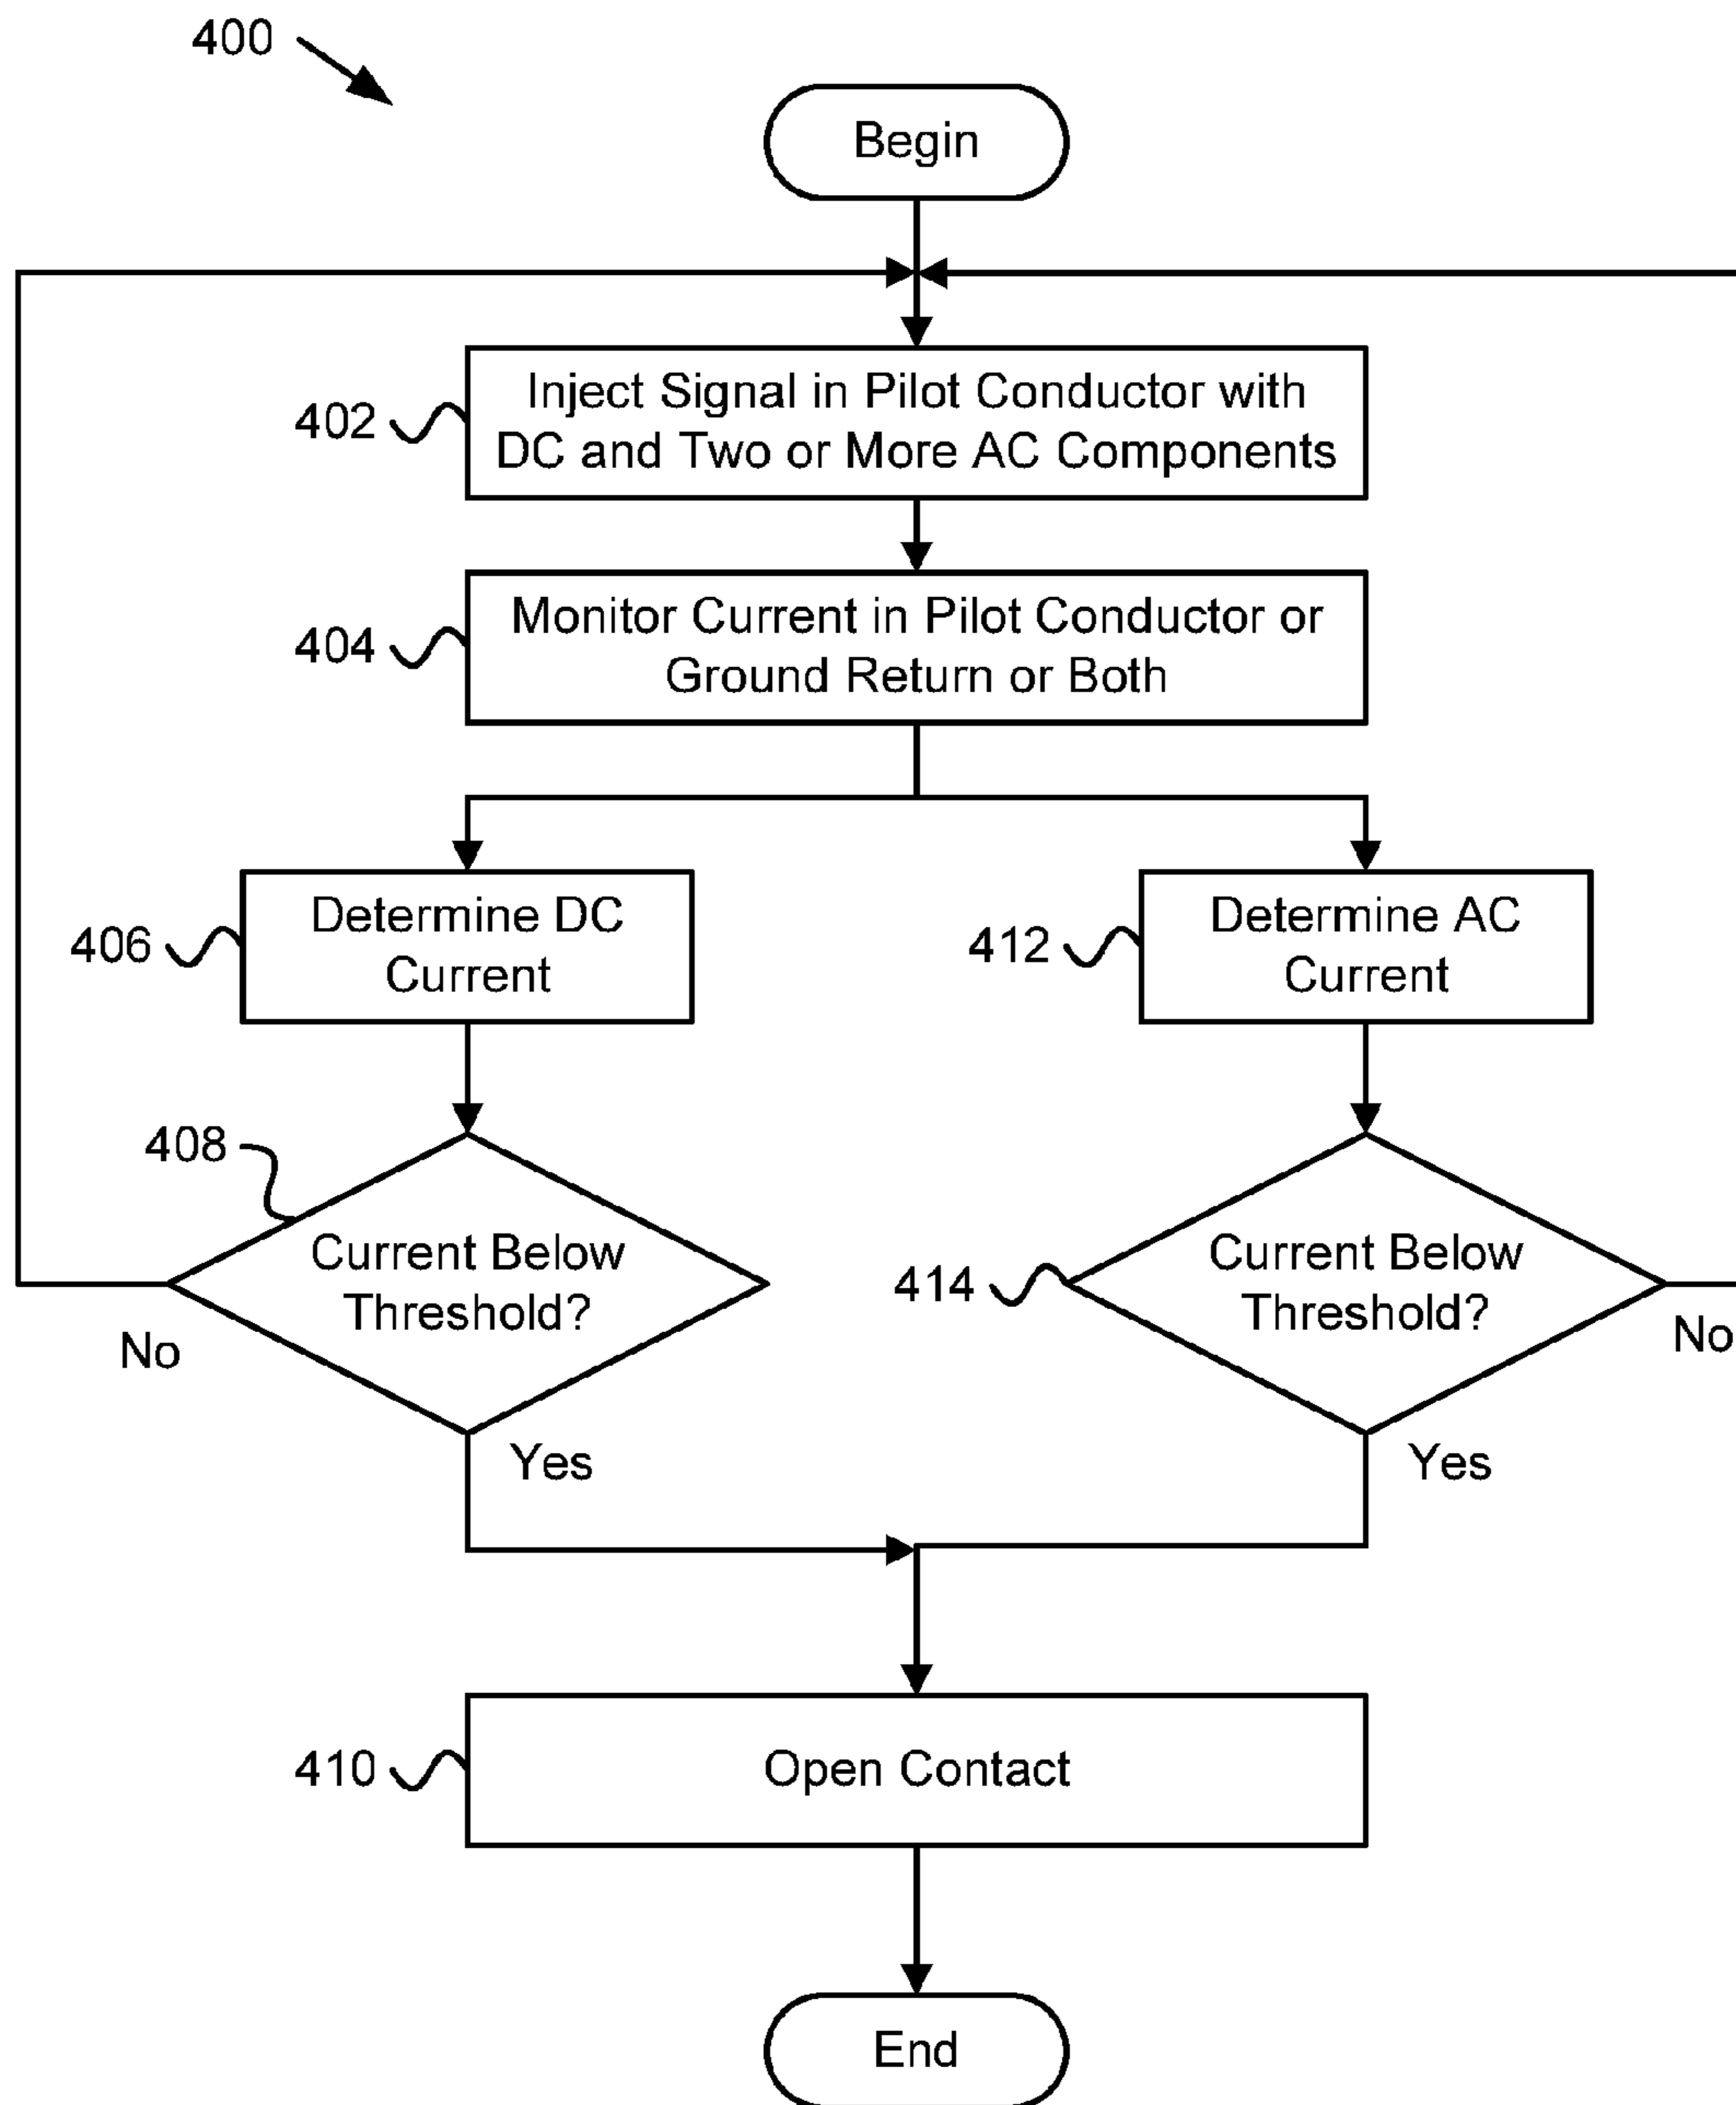 400
Begin
402
Inject Signal in Pilot Conductor with
DC and Two or More AC Components
404
Monitor Current in Pilot Conductor or
Ground Return or Both
406
Determine DC
Current
412
Determine AC
Current
408
Current Below
Threshold?
No
Yes
414
Current Below
Threshold?
No
Yes
410
Open Contact
End